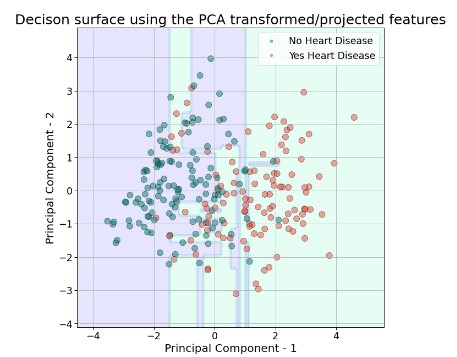 Decison surface using the PCA transformed/projected features
No Heart Disease
Yes Heart Disease
4
3
2
1
0
−1
−2
−3
−4
Principal Component - 2
−4
−2
0
2
4
Principal Component - 1